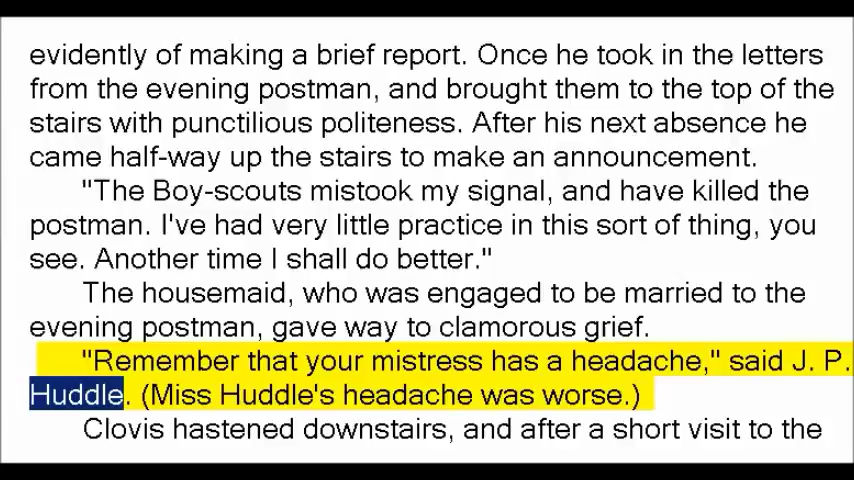 evidently of making a brief report. Once he took in the letters
from the evening postman, and brought them to the top of the
stairs with punctilious politeness. After his next absence he
came half-way up the stairs to make an announcement.
"The Boy-scouts mistook my signal, and have killed the
postman. I've had very little practice in this sort of thing, you
see. Another time I shall do better."
The housemaid, who was engaged to be married to the
evening postman, gave way to clamorous grief.
"Remember that your mistress has a headache," said J. P.
Huddle. (Miss Huddle's headache was worse.)
Clovis hastened downstairs, and after a short visit to the